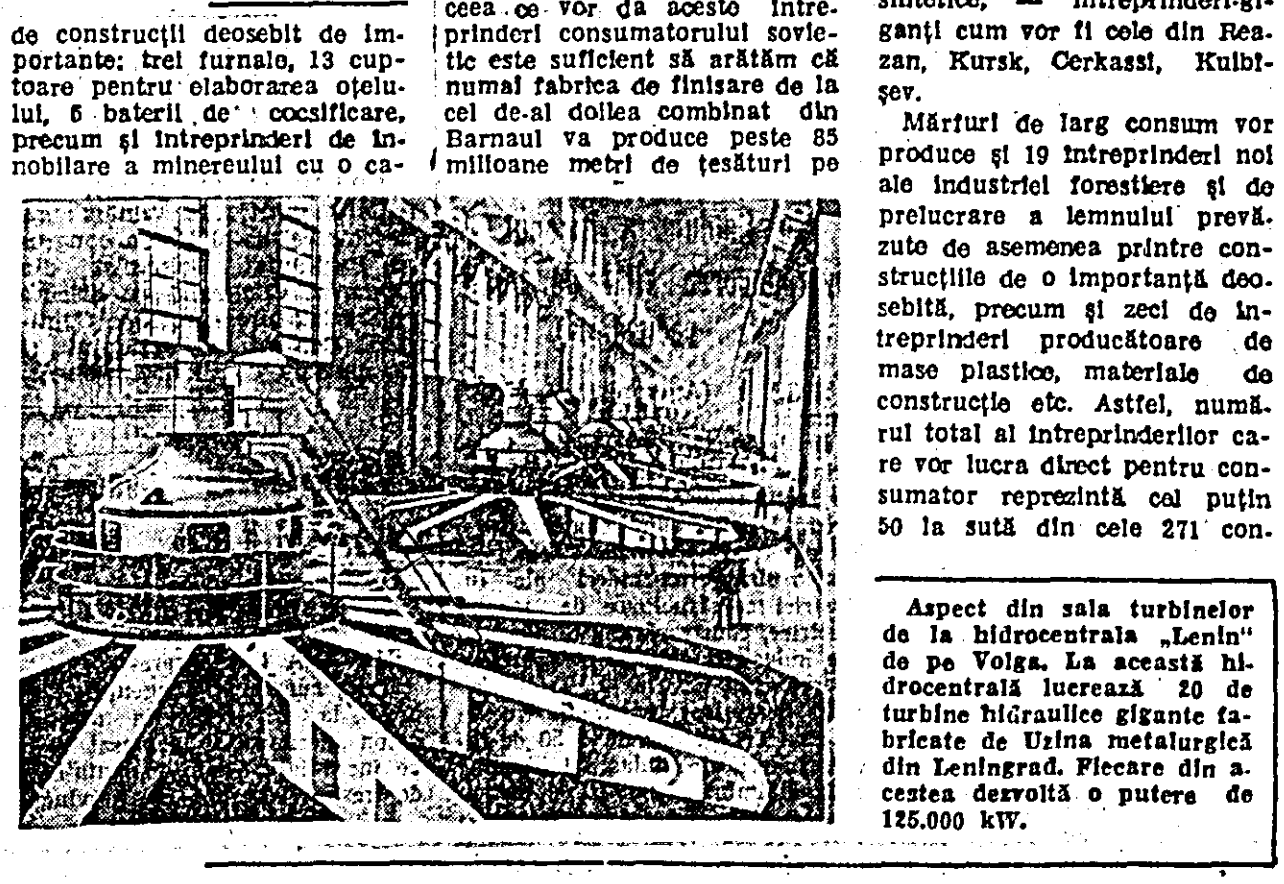 de construcții deosebit de im-
portante: trei furnale, 13 cup-
toare pentru elaborarea oțelu-
lui, 6 baterii de cocsificare,
precum și întreprinderi de în-
nobilare a minereului cu o ca-
ceea ce vor da aceste între-
prinderi consumatorului sovie-
tic este suficient să arătăm că
numai fabrica de finisare de la
cel de-al doilea combinat din
Barnaul va produce peste 85
milioane metri de țesături pe
sintetice, întreprinderi-gi-
ganți cum vor fi cele din Rea-
zan, Kursk, Cerkassi, Kuibî-
șev.
Mărfuri de larg consum vor
produce și 19 întreprinderi noi
ale industriei forestiere și de
prelucrare a lemnului prevă-
zute de asemenea printre con-
strucțiile de o importanță deo-
sebită, precum și zeci de în-
treprinderi producătoare de
mase plastice, materiale de
construcție etc. Astfel, numă-
rul total al întreprinderilor ca-
re vor lucra direct pentru con-
sumator reprezintă cel puțin
50 la sută din cele 271 con-
Aspect din sala turbinelor
de la hidrocentrala „Lenin“
de pe Volga. La această hi-
drocentrală lucrează 20 de
turbine hidraulice gigante fa-
bricate de Uzina metalurgică
din Leningrad. Fiecare din a-
cestea dezvoltă o putere de
125.000 kW.